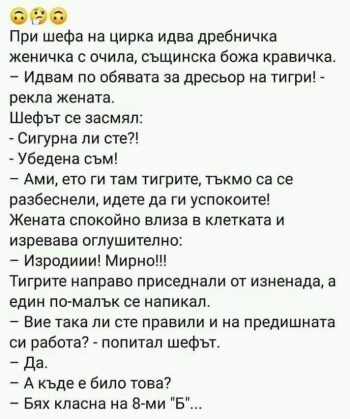 🙃🤔🙃
При шефа на цирка идва дребничка
женичка с очила, същинска божа кравичка.
– Идвам по обявата за дресьор на тигри! -
рекла жената.
Шефът се засмял:
- Сигурна ли сте?!
- Убедена съм!
– Ами, ето ги там тигрите, тъкмо са се
разбеснели, идете да ги успокоите!
Жената спокойно влиза в клетката и
изревава оглушително:
– Изродиии! Мирно!!!
Тигрите направо приседнали от изненада, а
един по-малък се напикал.
– Вие така ли сте правили и на предишната
си работа? - попитал шефът.
– Да.
– А къде е било това?
– Бях класна на 8-ми "Б"...